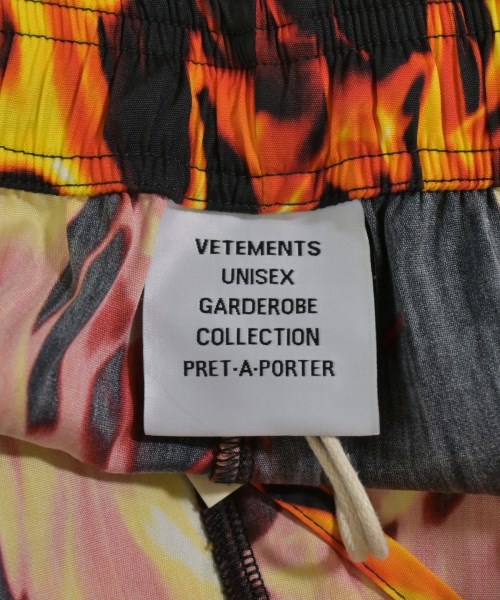 VETEMENTS
UNISEX
GARDEROBE
COLLECTION
PRET-A-PORTER